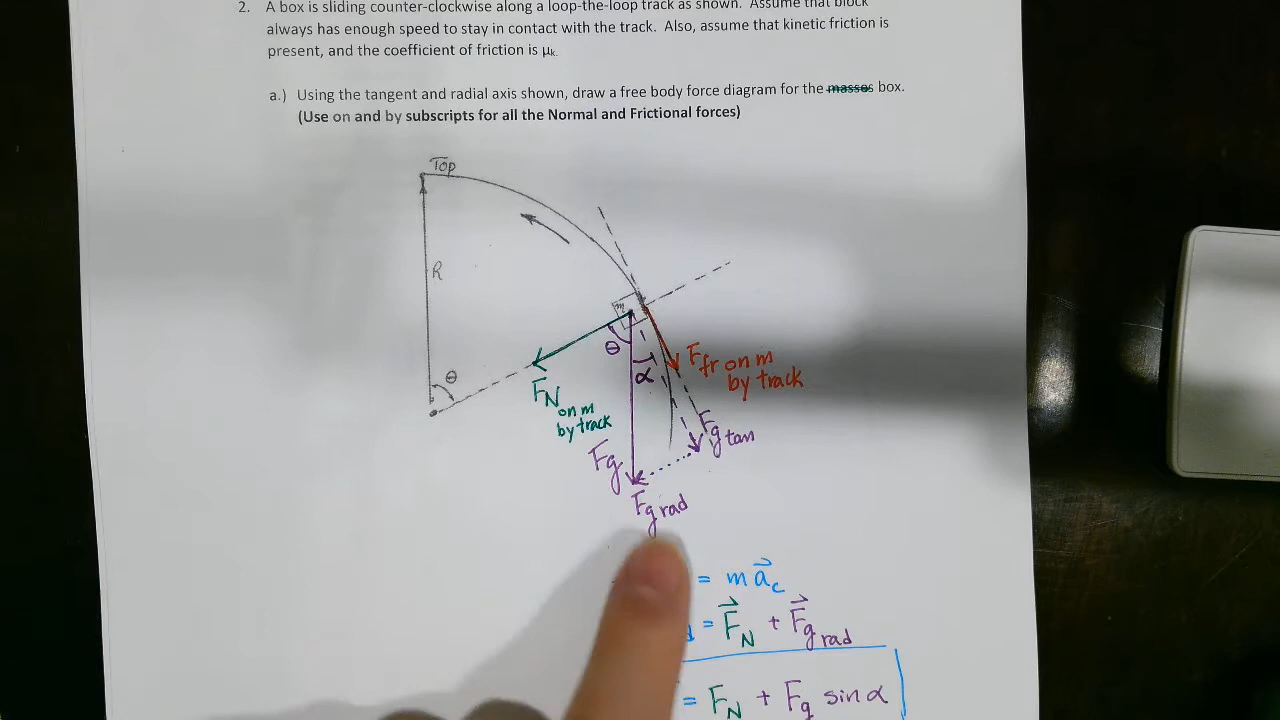 2. A box is sliding counter-clockwise along a loop-the-loop track as shown. Assume that block
always has enough speed to stay in contact with the track. Also, assume that kinetic friction is
present, and the coefficient of friction is μk.
a.) Using the tangent and radial axis shown, draw a free body force diagram for the masses box.
(Use on and by subscripts for all the Normal and Frictional forces)
Top
R
m
θ
θ
α
Ffr on m
by track
FN on m
by track
Fg tan
Fg
Fg rad
= m a⃗c
= F⃗N + F⃗g rad
= FN + Fg sin α